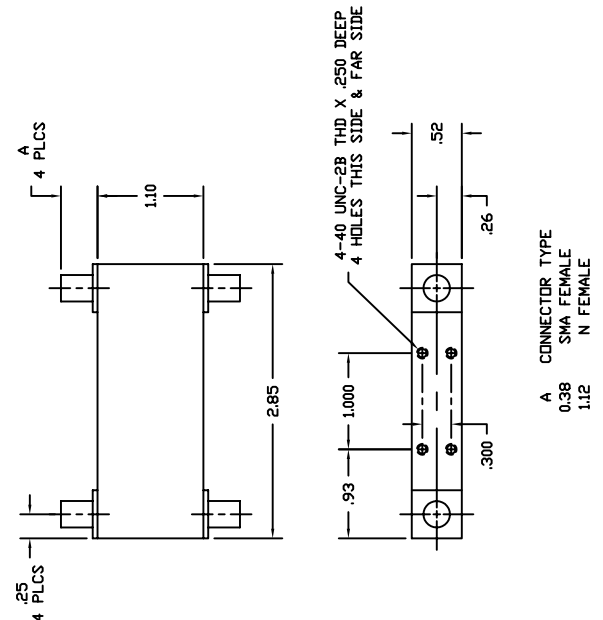 A
4 PLCS
1.10
2.85
.25
4 PLCS
4-40 UNC-2B THD X .250 DEEP
4 HOLES THIS SIDE & FAR SIDE
.52
.26
1.000
.93
.300
A CONNECTOR TYPE
0.38 SMA FEMALE
1.12 N FEMALE